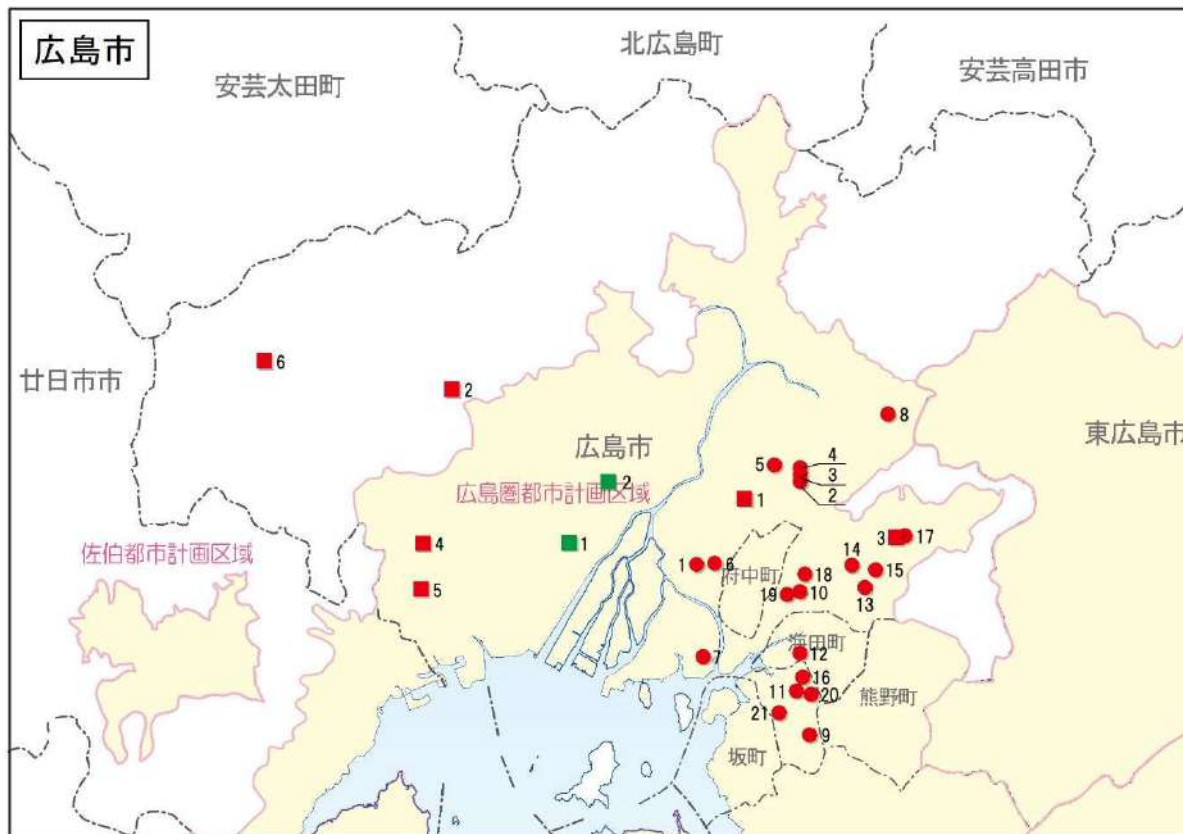 広島市
北広島町
安芸太田町
安芸高田市
廿日市市
6
2
8
東広島市
広島市
5
4
3
2
2
広島圏都市計画区域
1
佐伯都市計画区域
4
1
3
17
1
6
府中町
14
15
18
5
19
10
13
海田町
7
12
16
11
20
熊野町
21
9
坂町